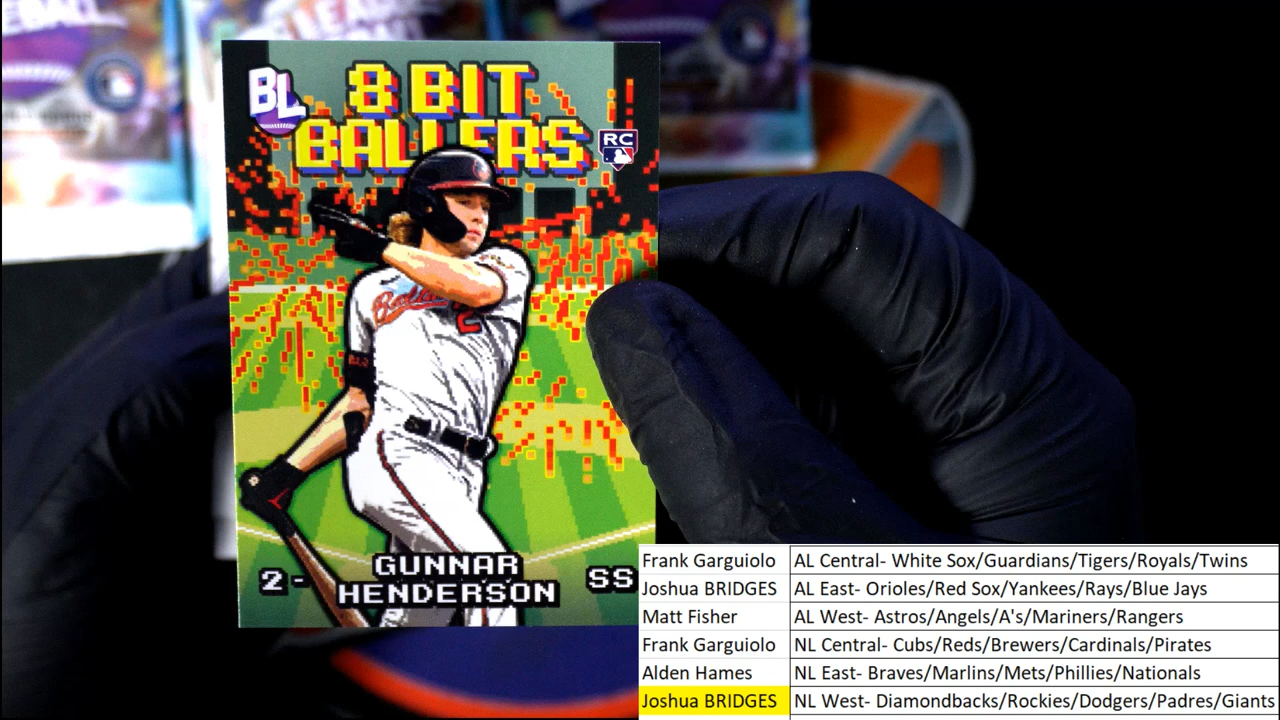 BL
8 BIT
BALLERS
RC
2
2-
GUNNAR
HENDERSON
SS
Frank Garguiolo AL Central- White Sox/Guardians/Tigers/Royals/Twins
Joshua BRIDGES AL East- Orioles/Red Sox/Yankees/Rays/Blue Jays
Matt Fisher AL West- Astros/Angels/A's/Mariners/Rangers
Frank Garguiolo NL Central- Cubs/Reds/Brewers/Cardinals/Pirates
Alden Hames NL East- Braves/Marlins/Mets/Phillies/Nationals
Joshua BRIDGES NL West- Diamondbacks/Rockies/Dodgers/Padres/Giants